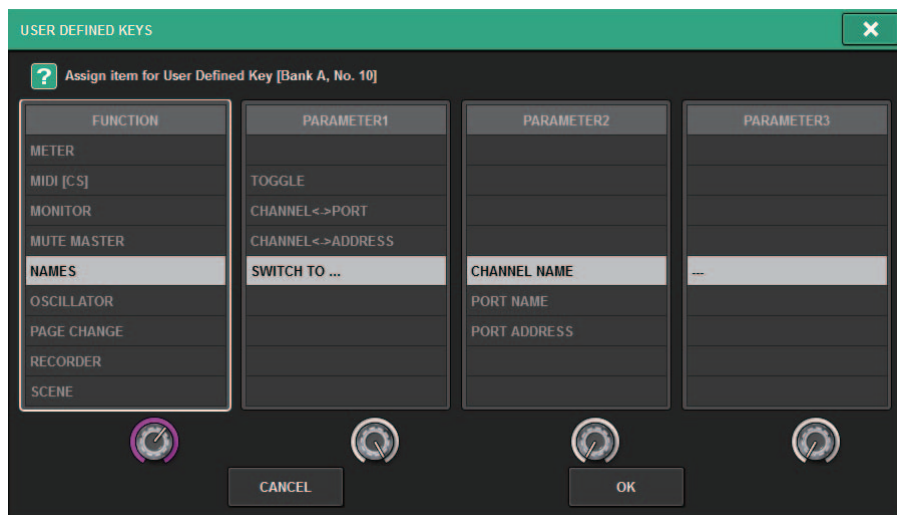 USER DEFINED KEYS
Assign item for User Defined Key [Bank A, No. 10]
FUNCTION PARAMETER1 PARAMETER2 PARAMETER3
METER
MIDI [CS] TOGGLE
MONITOR CHANNEL<->PORT
MUTE MASTER CHANNEL<->ADDRESS
NAMES SWITCH TO ... CHANNEL NAME ---
OSCILLATOR PORT NAME
PAGE CHANGE PORT ADDRESS
RECORDER
SCENE
CANCEL OK